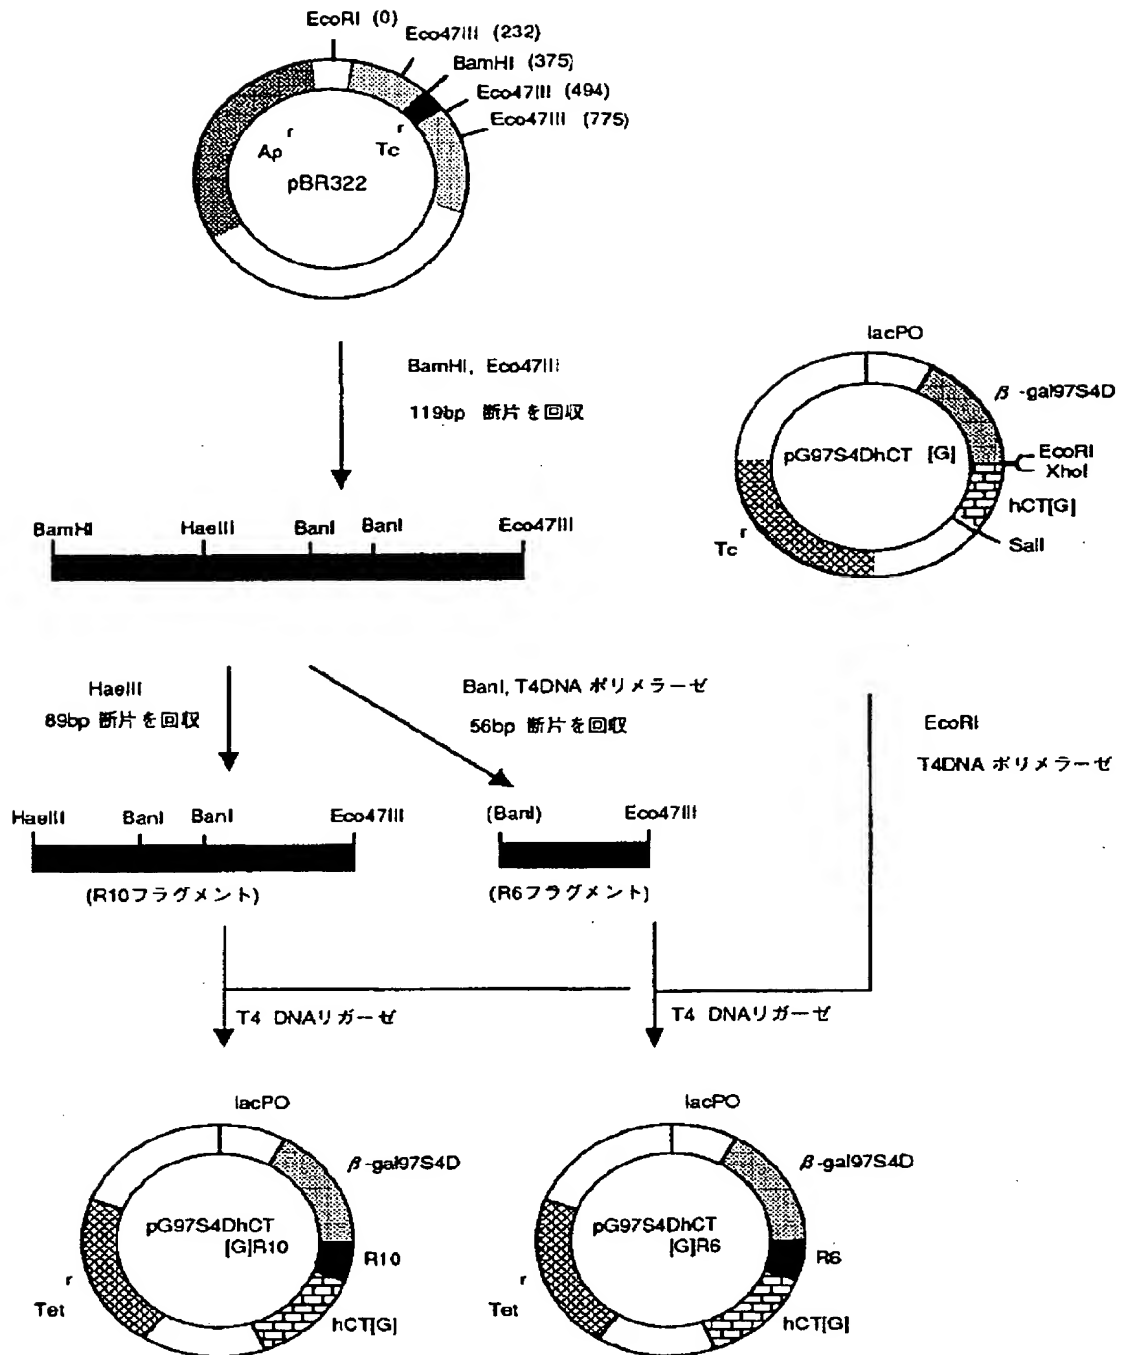 EcoRI (0)
Eco47III (232)
BamHI (375)
Eco47III (494)
Eco47III (775)
Ap r
Tc r
pBR322
BamHI, Eco47III
119bp 断片を回収
lacPO
β-gal97S4D
pG97S4DhCT [G]
EcoRI
XhoI
hCT[G]
SalI
Tc r
BamHI
HaeIII
BanI
BanI
Eco47III
HaeIII
89bp 断片を回収
BanI, T4DNA ポリメラーゼ
56bp 断片を回収
EcoRI
T4DNA ポリメラーゼ
HaeIII
BanI
BanI
Eco47III
(BanI)
Eco47III
(R10フラグメント)
(R6フラグメント)
T4 DNAリガーゼ
T4 DNAリガーゼ
lacPO
β-gal97S4D
pG97S4DhCT
[G]R10
R10
r
Tet
hCT[G]
lacPO
β-gal97S4D
pG97S4DhCT
[G]R6
R6
r
Tet
hCT[G]